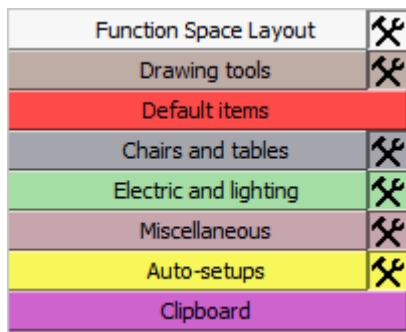 Function Space Layout
Drawing tools
Default items
Chairs and tables
Electric and lighting
Miscellaneous
Auto-setups
Clipboard